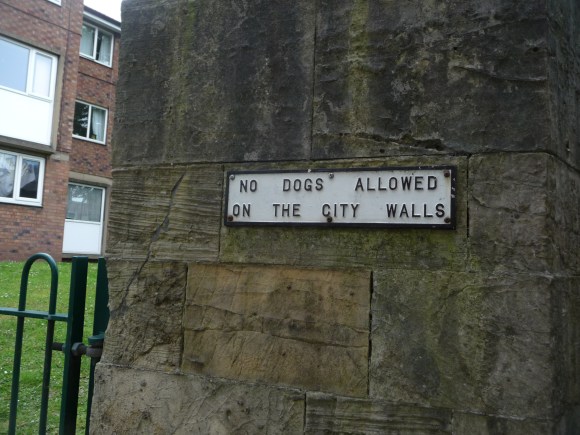 NO DOGS ALLOWED
ON THE CITY WALLS